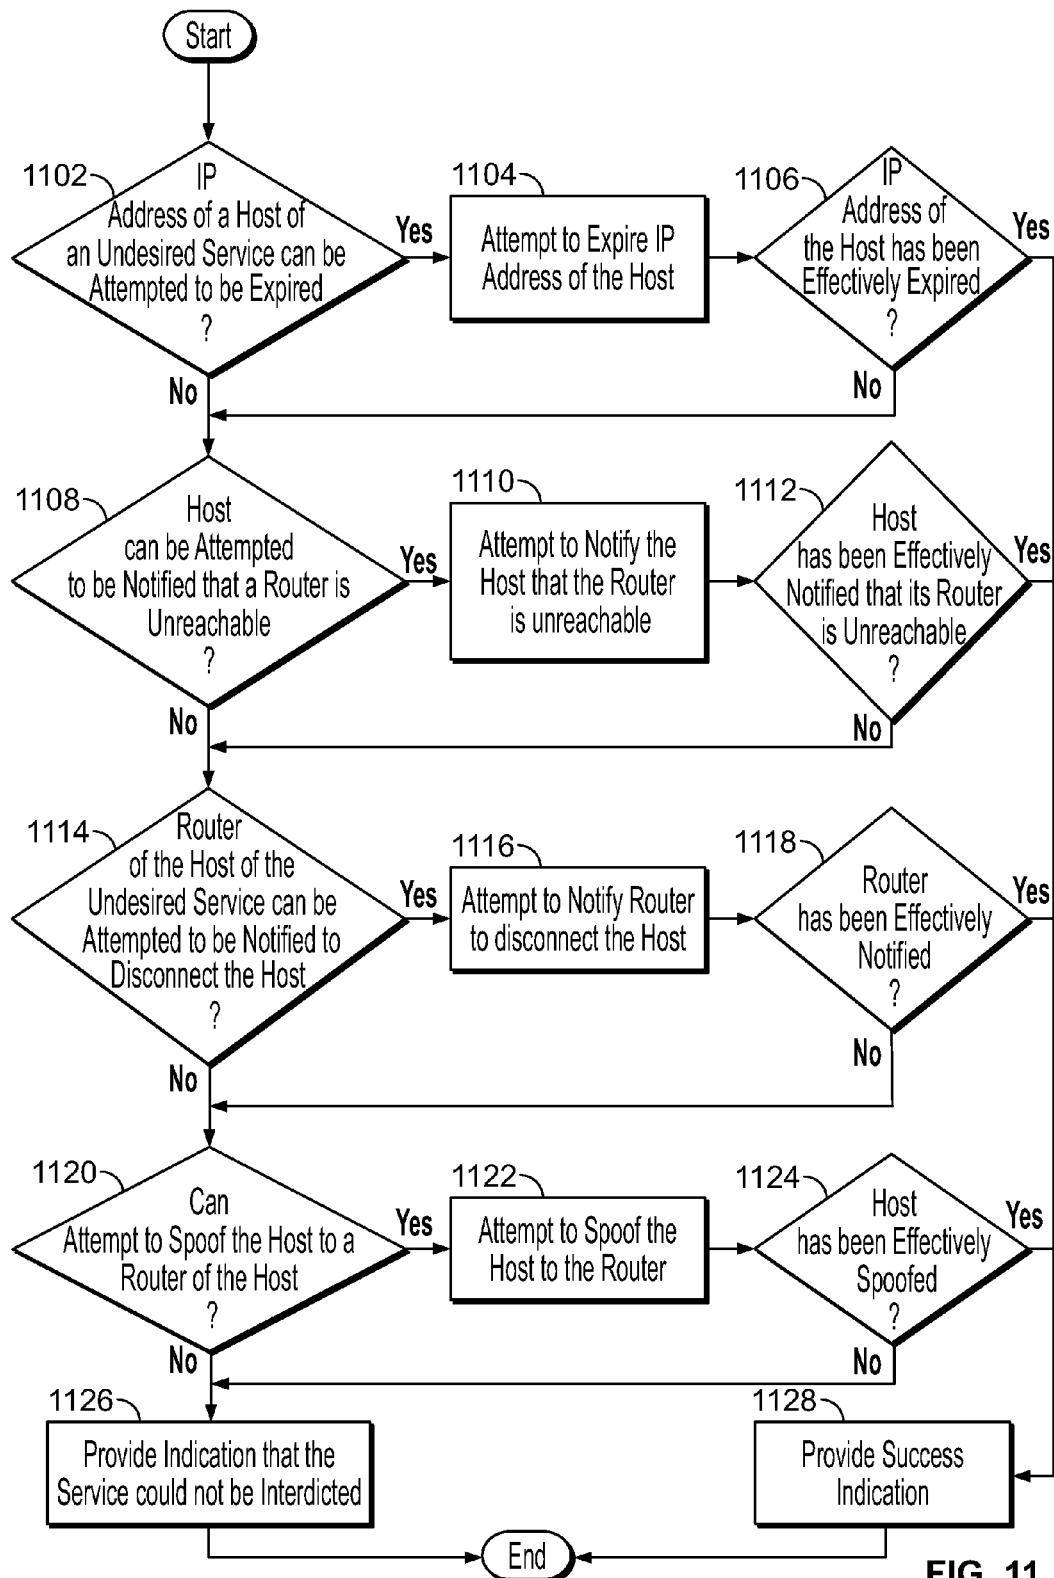 Start
1102
IP
Address of a Host of
an Undesired Service can be
Attempted to be Expired
?
Yes
No
1104
Attempt to Expire IP
Address of the Host
1106
IP
Address of
the Host has been
Effectively Expired
?
Yes
No
1108
Host
can be Attempted
to be Notified that a Router is
Unreachable
?
Yes
No
1110
Attempt to Notify the
Host that the Router
is unreachable
1112
Host
has been Effectively
Notified that its Router
is Unreachable
?
Yes
No
1114
Router
of the Host of the
Undesired Service can be
Attempted to be Notified to
Disconnect the Host
?
Yes
No
1116
Attempt to Notify Router
to disconnect the Host
1118
Router
has been Effectively
Notified
?
Yes
No
1120
Can
Attempt to Spoof the Host to a
Router of the Host
?
Yes
No
1122
Attempt to Spoof the
Host to the Router
1124
Host
has been Effectively
Spoofed
?
Yes
No
1126
Provide Indication that the
Service could not be Interdicted
1128
Provide Success
Indication
End
FIG. 11